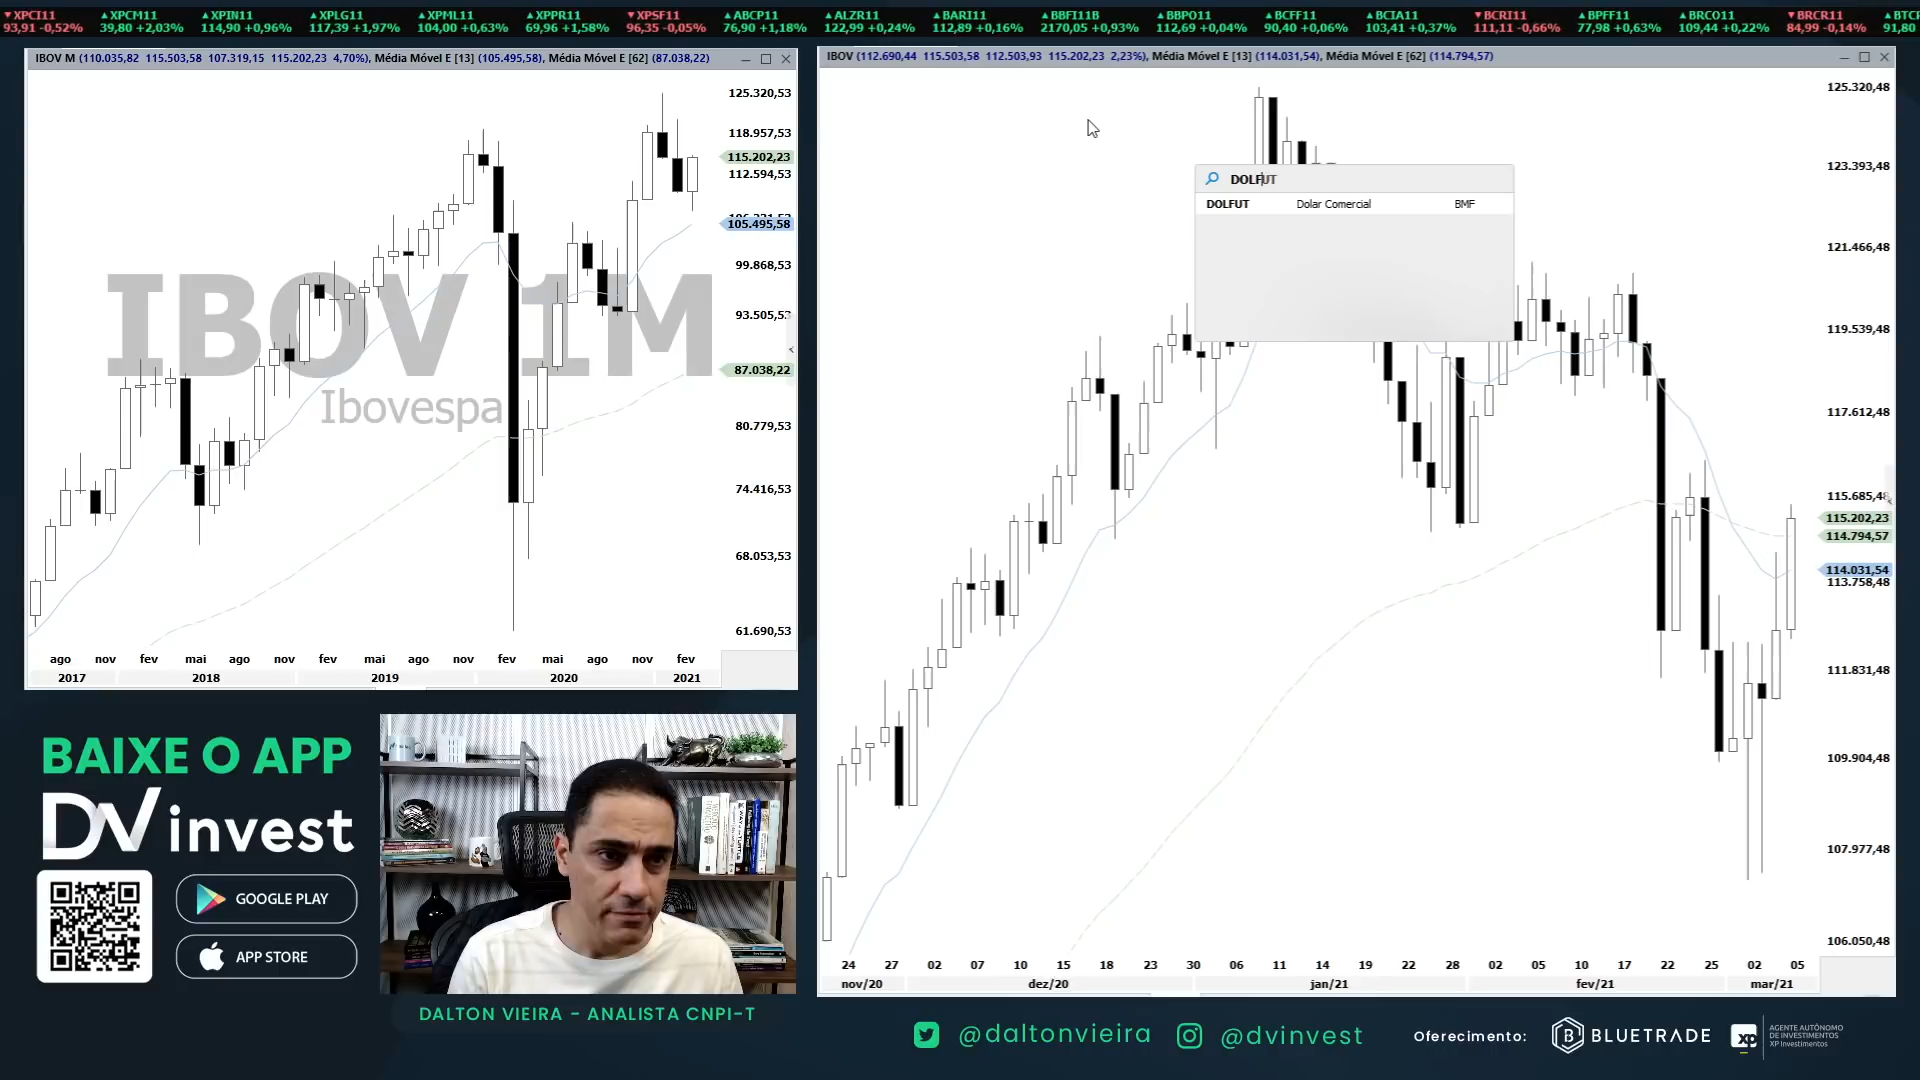 ▼XPCI11 ▲XPCM11 ▲XPIN11 ▲XPLG11 ▲XPML11 ▲XPPR11 ▼XPSF11 ▲ABCP11 ▲ALZR11 ▲BARI11 ▲BBFI11B ▲BBPO11 ▲BCFF11 ▲BCIA11 ▼BCRI11 ▲BPFF11 ▲BRCO11 ▼BRCR11 ▲BTC
93,91 -0,52% 39,80 +2,03% 114,90 +0,96% 117,39 +1,97% 104,00 +0,63% 69,96 +1,58% 96,35 -0,05% 76,90 +1,18% 122,99 +0,24% 112,89 +0,16% 2170,05 +0,93% 112,69 +0,04% 90,40 +0,06% 103,41 +0,37% 111,11 -0,66% 77,98 +0,63% 109,44 +0,22% 84,99 -0,14% 91,80
IBOV M (110.035,82 115.503,58 107.319,15 115.202,23 4,70%), Média Móvel E [13] (105.495,58), Média Móvel E [62] (87.038,22)
125.320,53
118.957,53
115.202,23
112.594,53
105.495,58
99.868,53
93.505,53
87.038,22
80.779,53
74.416,53
68.053,53
61.690,53
IBOV 1M
Ibovespa
ago nov fev mai ago nov fev mai ago nov fev mai ago nov fev
2017 2018 2019 2020 2021
IBOV (112.690,44 115.503,58 112.503,93 115.202,23 2,23%), Média Móvel E [13] (114.031,54), Média Móvel E [62] (114.794,57)
DOLFUT
DOLFUT Dolar Comercial BMF
125.320,48
123.393,48
121.466,48
119.539,48
117.612,48
115.685,48
115.202,23
114.794,57
114.031,54
113.758,48
111.831,48
109.904,48
107.977,48
106.050,48
24 27 02 07 10 15 18 23 30 06 11 14 19 22 28 02 05 10 17 22 25 02 05
nov/20 dez/20 jan/21 fev/21 mar/21
BAIXE O APP
DV invest
GOOGLE PLAY
APP STORE
DALTON VIEIRA - ANALISTA CNPI-T
@daltonvieira @dvinvest
Oferecimento: BLUETRADE
xp
AGENTE AUTÔNOMO
DE INVESTIMENTOS
XP Investimentos